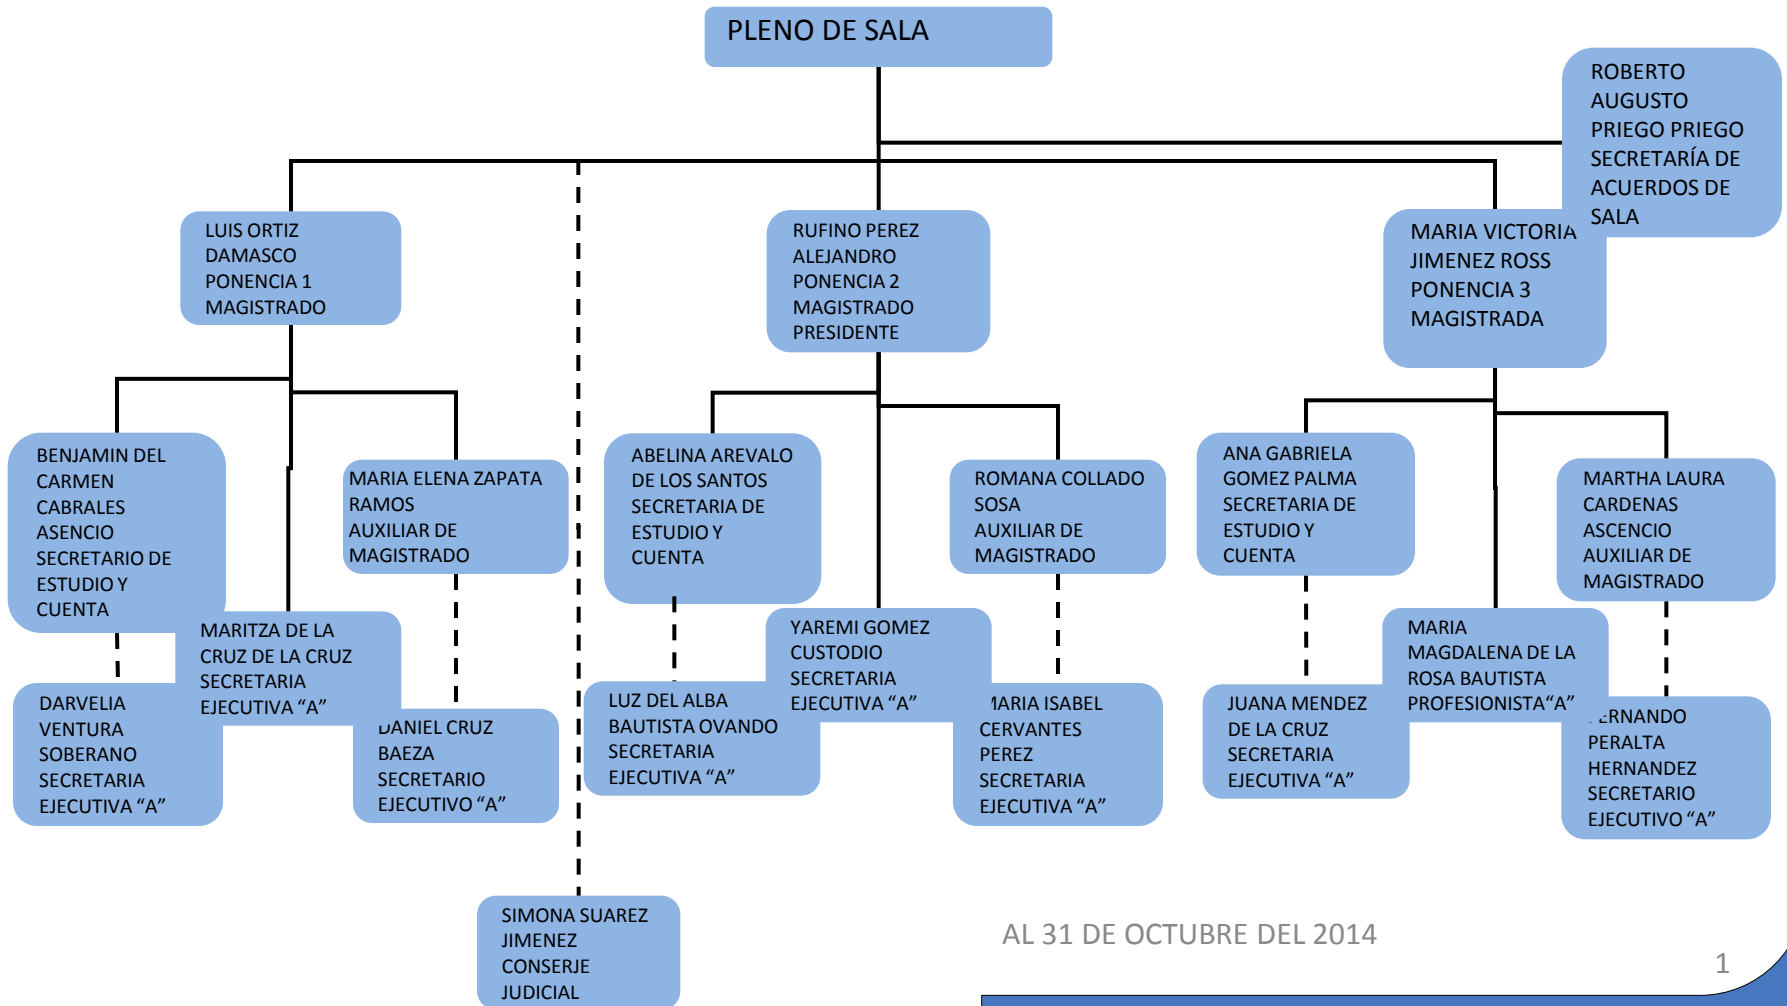 PLENO DE SALA
ROBERTO
AUGUSTO
PRIEGO PRIEGO
SECRETARÍA DE
ACUERDOS DE
SALA
LUIS ORTIZ
DAMASCO
PONENCIA 1
MAGISTRADO
RUFINO PEREZ
ALEJANDRO
PONENCIA 2
MAGISTRADO
PRESIDENTE
MARIA VICTORIA
JIMENEZ ROSS
PONENCIA 3
MAGISTRADA
BENJAMIN DEL
CARMEN
CABRALES
ASENCIO
SECRETARIO DE
ESTUDIO Y
CUENTA
MARIA ELENA ZAPATA
RAMOS
AUXILIAR DE
MAGISTRADO
ABELINA AREVALO
DE LOS SANTOS
SECRETARIA DE
ESTUDIO Y
CUENTA
ROMANA COLLADO
SOSA
AUXILIAR DE
MAGISTRADO
ANA GABRIELA
GOMEZ PALMA
SECRETARIA DE
ESTUDIO Y
CUENTA
MARTHA LAURA
CARDENAS
ASCENCIO
AUXILIAR DE
MAGISTRADO
MARITZA DE LA
CRUZ DE LA CRUZ
SECRETARIA
EJECUTIVA “A”
YAREMI GOMEZ
CUSTODIO
SECRETARIA
EJECUTIVA “A”
MARIA
MAGDALENA DE LA
ROSA BAUTISTA
PROFESIONISTA“A”
DARVELIA
VENTURA
SOBERANO
SECRETARIA
EJECUTIVA “A”
DANIEL CRUZ
BAEZA
SECRETARIO
EJECUTIVO “A”
LUZ DEL ALBA
BAUTISTA OVANDO
SECRETARIA
EJECUTIVA “A”
MARIA ISABEL
CERVANTES
PEREZ
SECRETARIA
EJECUTIVA “A”
JUANA MENDEZ
DE LA CRUZ
SECRETARIA
EJECUTIVA “A”
FERNANDO
PERALTA
HERNANDEZ
SECRETARIO
EJECUTIVO “A”
SIMONA SUAREZ
JIMENEZ
CONSERJE
JUDICIAL
AL 31 DE OCTUBRE DEL 2014
1